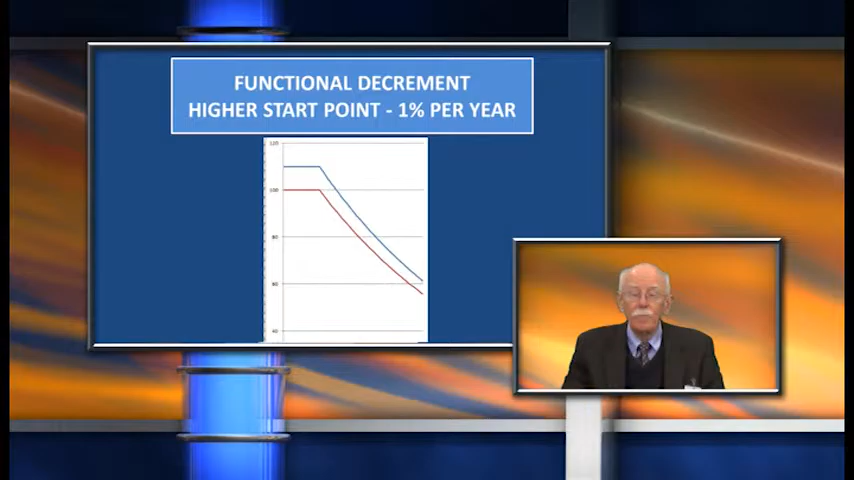 FUNCTIONAL DECREMENT
HIGHER START POINT - 1% PER YEAR
120
100
80
60
40